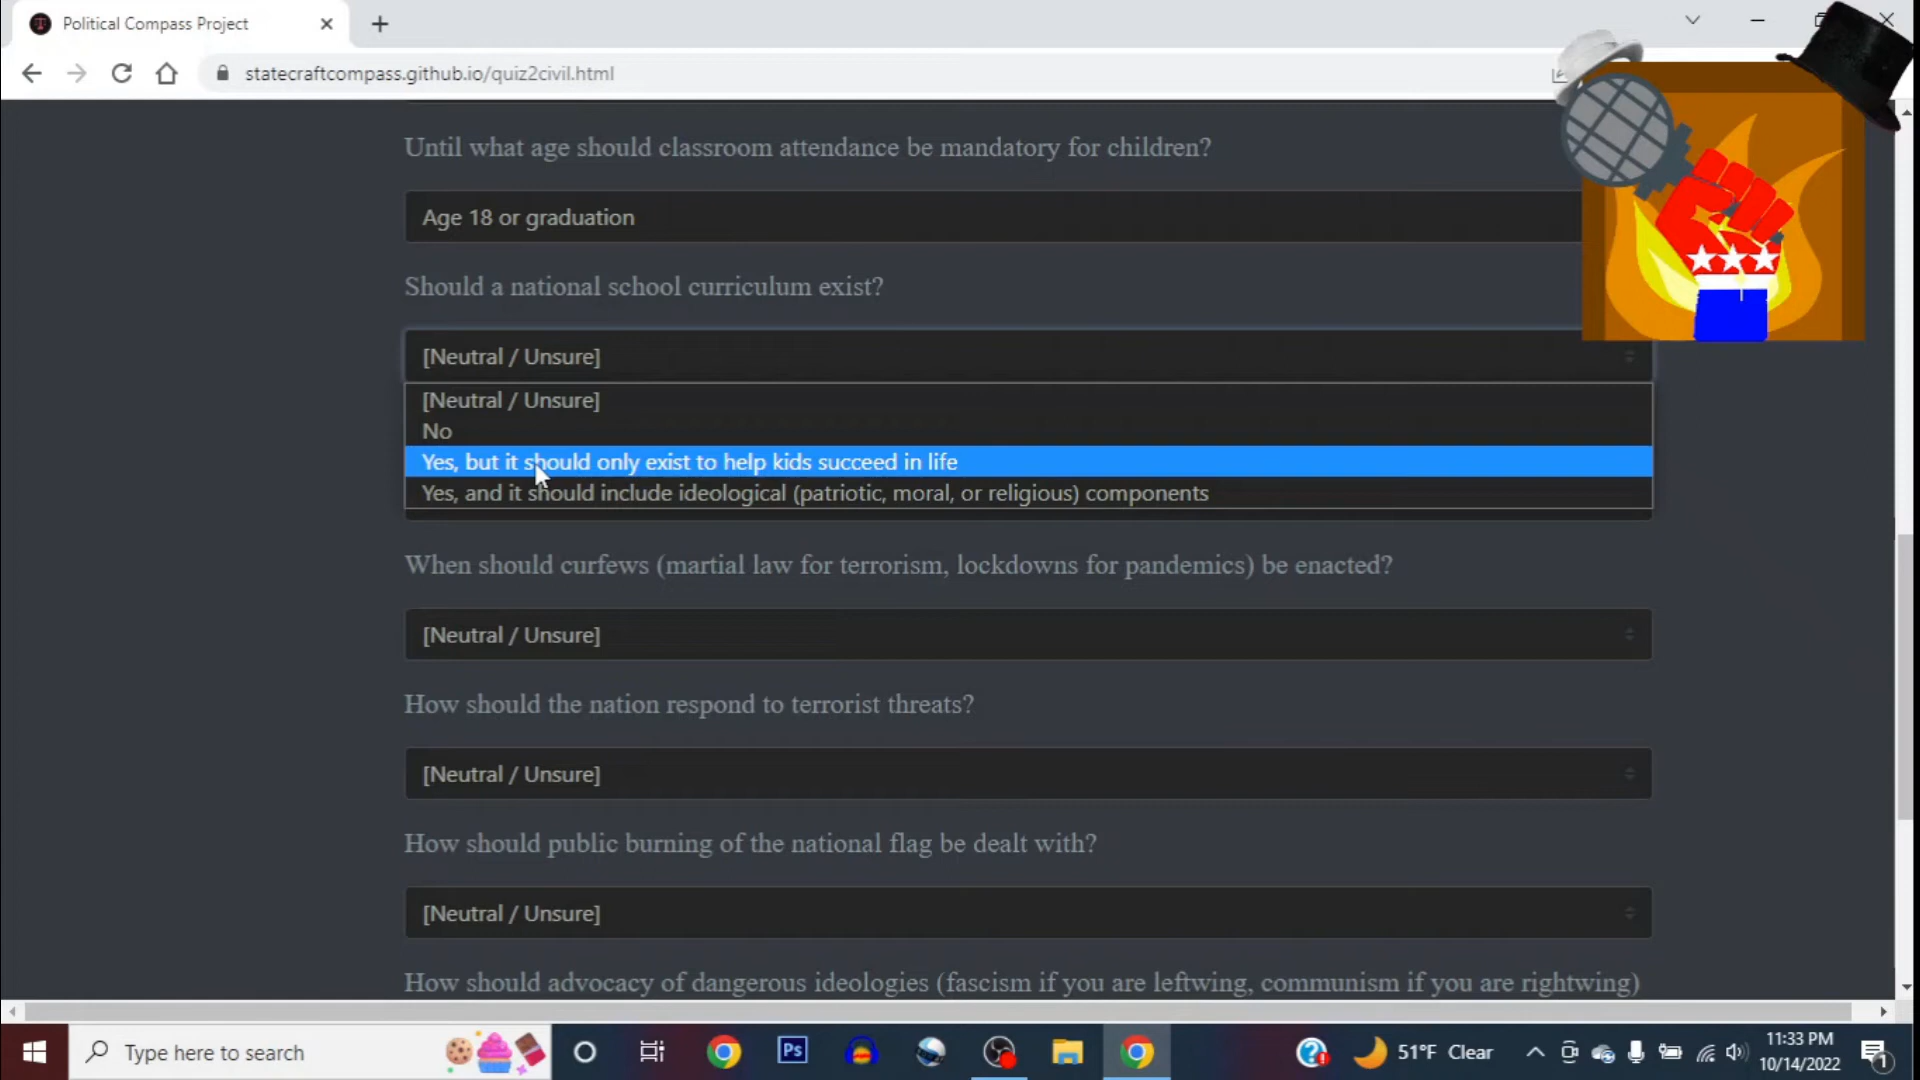 Political Compass Project
statecraftcompass.github.io/quiz2civil.html
Until what age should classroom attendance be mandatory for children?
Age 18 or graduation
Should a national school curriculum exist?
[Neutral / Unsure]
[Neutral / Unsure]
No
Yes, but it should only exist to help kids succeed in life
Yes, and it should include ideological (patriotic, moral, or religious) components
When should curfews (martial law for terrorism, lockdowns for pandemics) be enacted?
[Neutral / Unsure]
How should the nation respond to terrorist threats?
[Neutral / Unsure]
How should public burning of the national flag be dealt with?
[Neutral / Unsure]
How should advocacy of dangerous ideologies (fascism if you are leftwing, communism if you are rightwing)
Type here to search
Ps
51°F Clear
11:33 PM
10/14/2022
1